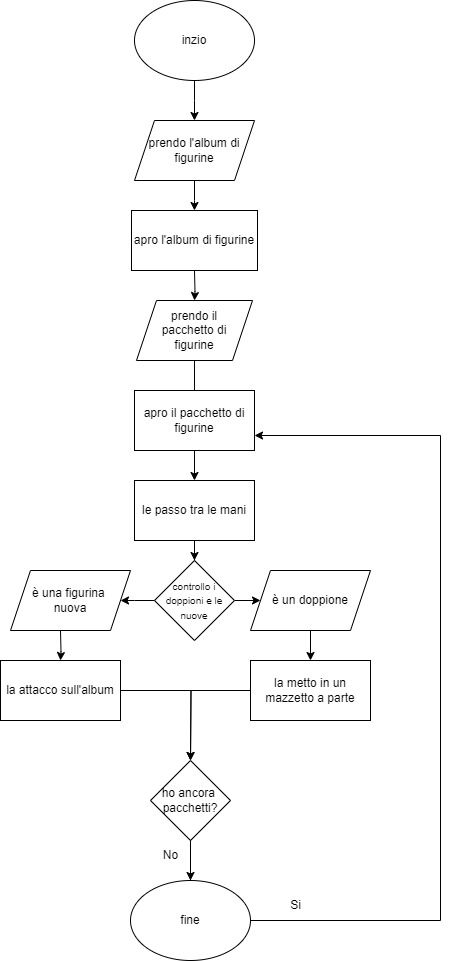 inzio
prendo l'album di
figurine
apro l'album di figurine
prendo il
pacchetto di
figurine
apro il pacchetto di
figurine
le passo tra le mani
controllo i
doppioni e le
nuove
è una figurina
nuova
è un doppione
la attacco sull'album
la metto in un
mazzetto a parte
ho ancora
pacchetti?
No
Si
fine